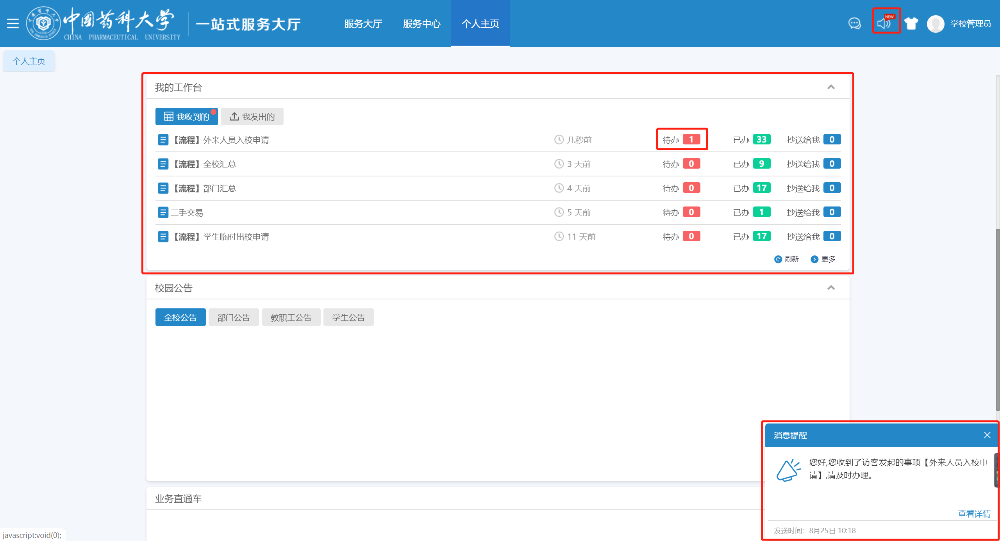 中國药科大学
CHINA PHARMACEUTICAL UNIVERSITY
一站式服务大厅
服务大厅
服务中心
个人主页
NEW
学校管理员
个人主页
我的工作台
我收到的
我发出的
【流程】外来人员入校申请 几秒前 待办 1 已办 33 抄送给我 0
【流程】全校汇总 3 天前 待办 0 已办 9 抄送给我 0
【流程】部门汇总 4 天前 待办 0 已办 17 抄送给我 0
二手交易 5 天前 待办 0 已办 1 抄送给我 0
【流程】学生临时出校申请 11 天前 待办 0 已办 17 抄送给我 0
刷新
更多
校园公告
全校公告
部门公告
教职工公告
学生公告
业务直通车
消息提醒
您好,您收到了访客发起的事项【外来人员入校申
请】,请及时办理。
查看详情
发送时间：8月25日 10:18
javascript:void(0);